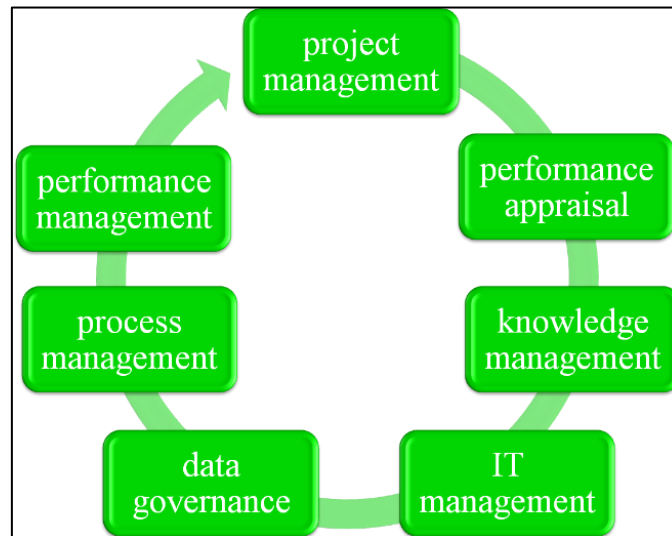 project
management
performance
appraisal
knowledge
management
IT
management
data
governance
process
management
performance
management